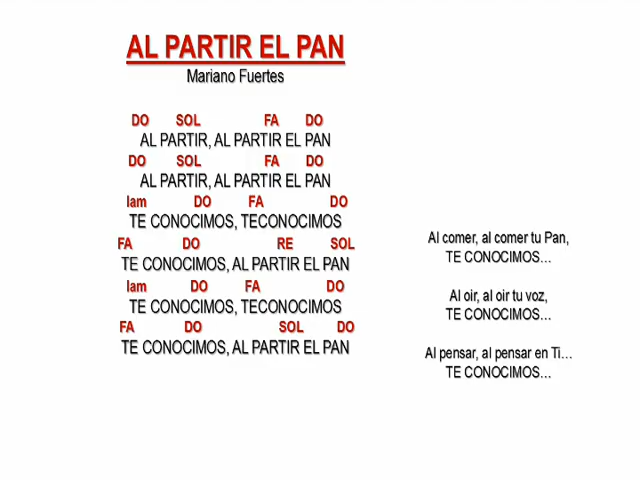 AL PARTIR EL PAN
Mariano Fuertes
DO SOL FA DO
AL PARTIR, AL PARTIR EL PAN
DO SOL FA DO
AL PARTIR, AL PARTIR EL PAN
lam DO FA DO
TE CONOCIMOS, TECONOCIMOS
FA DO RE SOL
TE CONOCIMOS, AL PARTIR EL PAN
lam DO FA DO
TE CONOCIMOS, TECONOCIMOS
FA DO SOL DO
TE CONOCIMOS, AL PARTIR EL PAN
Al comer, al comer tu Pan,
TE CONOCIMOS…
Al oir, al oir tu voz,
TE CONOCIMOS…
Al pensar, al pensar en Ti…
TE CONOCIMOS…